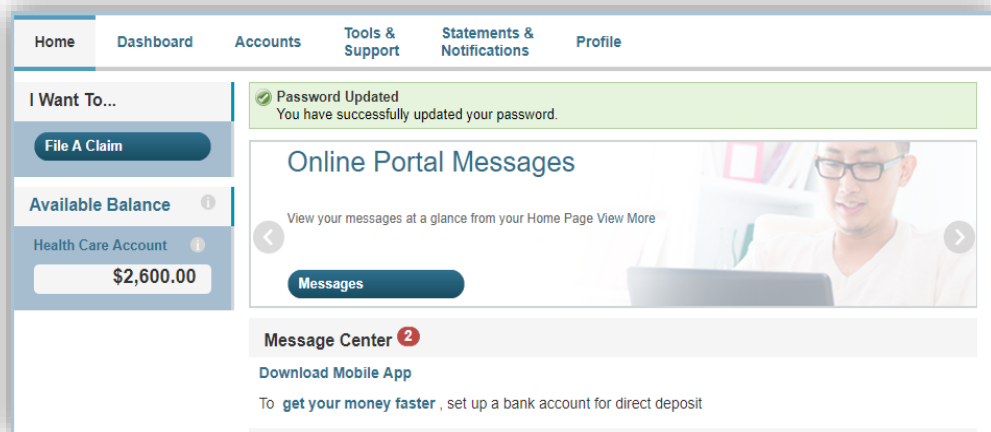 Home
Dashboard
Accounts
Tools &
Support
Statements &
Notifications
Profile
I Want To...
File A Claim
Available Balance
Health Care Account
$2,600.00
Password Updated
You have successfully updated your password.
Online Portal Messages
View your messages at a glance from your Home Page View More
Messages
Message Center 2
Download Mobile App
To get your money faster , set up a bank account for direct deposit